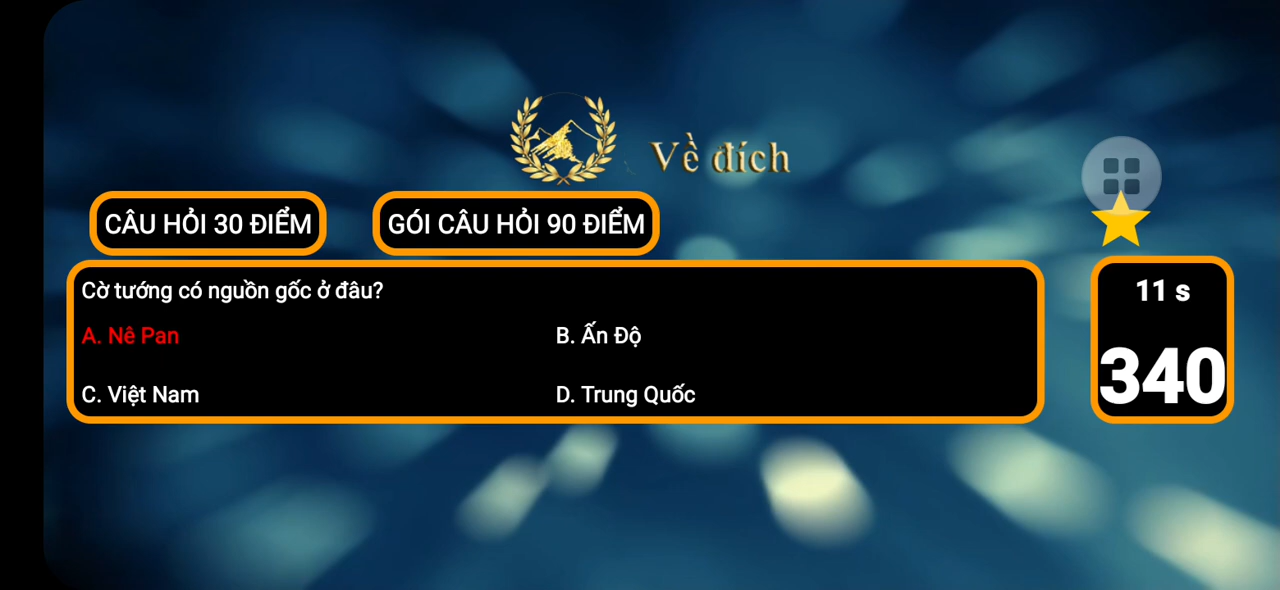 Về đích
CÂU HỎI 30 ĐIỂM
GÓI CÂU HỎI 90 ĐIỂM
Cờ tướng có nguồn gốc ở đâu?
A. Nê Pan
B. Ấn Độ
C. Việt Nam
D. Trung Quốc
11 s
340